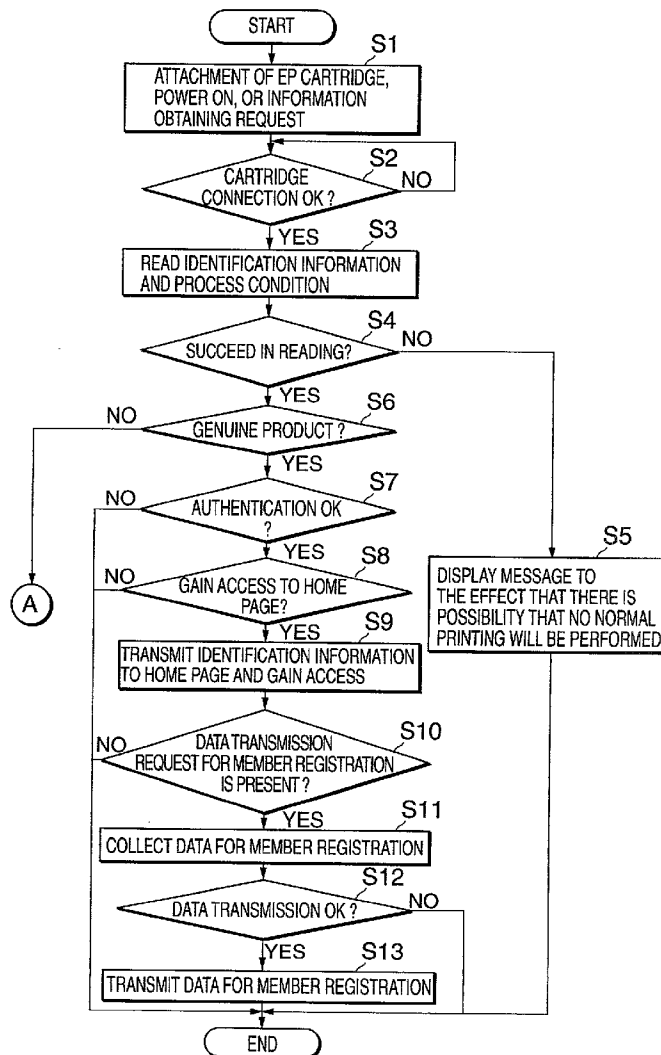 START
S1
ATTACHMENT OF EP CARTRIDGE,
POWER ON, OR INFORMATION
OBTAINING REQUEST
S2
CARTRIDGE
CONNECTION OK ?
NO
YES
S3
READ IDENTIFICATION INFORMATION
AND PROCESS CONDITION
S4
SUCCEED IN READING?
NO
YES
S6
NO
GENUINE PRODUCT ?
YES
S7
NO
AUTHENTICATION OK
?
YES
S8
NO
GAIN ACCESS TO HOME
PAGE?
A
S5
DISPLAY MESSAGE TO
THE EFFECT THAT THERE IS
POSSIBILITY THAT NO NORMAL
PRINTING WILL BE PERFORMED
YES
S9
TRANSMIT IDENTIFICATION INFORMATION
TO HOME PAGE AND GAIN ACCESS
S10
NO
DATA TRANSMISSION
REQUEST FOR MEMBER REGISTRATION
IS PRESENT ?
YES
S11
COLLECT DATA FOR MEMBER REGISTRATION
S12
DATA TRANSMISSION OK ?
NO
YES
S13
TRANSMIT DATA FOR MEMBER REGISTRATION
END